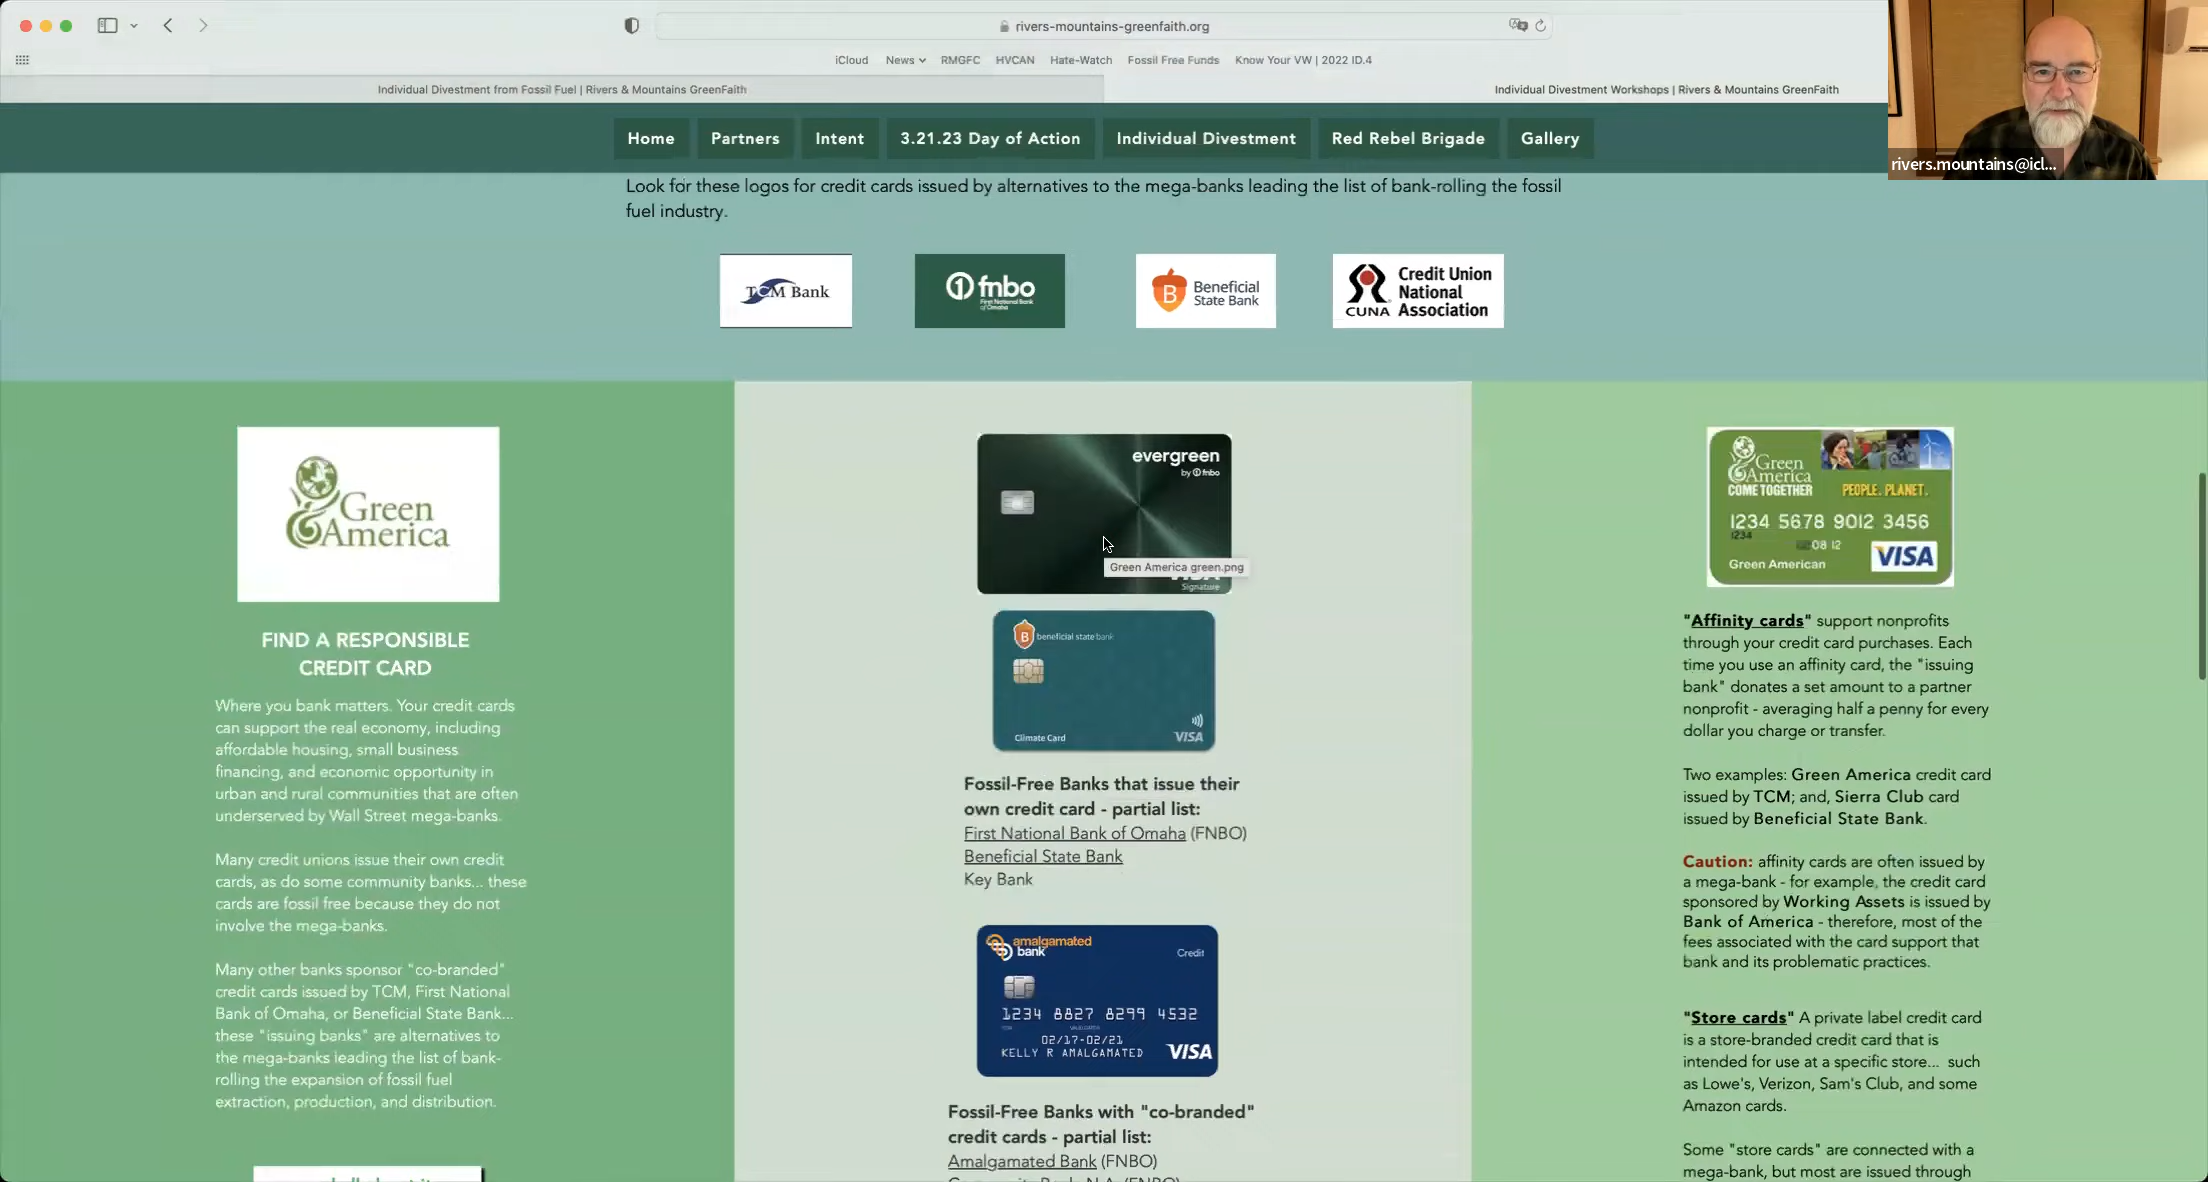 rivers-mountains-greenfaith.org
iCloud News RMGFC HVCAN Hate-Watch Fossil Free Funds Know Your VW | 2022 ID.4
Individual Divestment from Fossil Fuel | Rivers & Mountains GreenFaith
Individual Divestment Workshops | Rivers & Mountains GreenFaith
rivers.mountains@icl...
Home Partners Intent 3.21.23 Day of Action Individual Divestment Red Rebel Brigade Gallery
Look for these logos for credit cards issued by alternatives to the mega-banks leading the list of bank-rolling the fossil
fuel industry.
TCM Bank
fnbo
First National Bank
of Omaha
B
Beneficial
State Bank
CUNA
Credit Union
National
Association
Green
America
FIND A RESPONSIBLE
CREDIT CARD
Where you bank matters. Your credit cards
can support the real economy, including
affordable housing, small business
financing, and economic opportunity in
urban and rural communities that are often
underserved by Wall Street mega-banks.
Many credit unions issue their own credit
cards, as do some community banks... these
cards are fossil free because they do not
involve the mega-banks.
Many other banks sponsor "co-branded"
credit cards issued by TCM, First National
Bank of Omaha, or Beneficial State Bank...
these "issuing banks" are alternatives to
the mega-banks leading the list of bank-
rolling the expansion of fossil fuel
extraction, production, and distribution.
evergreen
by fnbo
Green America green.png
VISA
Signature
B
beneficial state bank
Climate Card
VISA
Fossil-Free Banks that issue their
own credit card - partial list:
First National Bank of Omaha (FNBO)
Beneficial State Bank
Key Bank
amalgamated
bank
Credit
1234 8827 8299 4532
02/17-02/21
KELLY R AMALGAMATED
VISA
Fossil-Free Banks with "co-branded"
credit cards - partial list:
Amalgamated Bank (FNBO)
Green
America
COME TOGETHER
PEOPLE. PLANET.
1234 5678 9012 3456
1234
08 12
Green American
VISA
"Affinity cards" support nonprofits
through your credit card purchases. Each
time you use an affinity card, the "issuing
bank" donates a set amount to a partner
nonprofit - averaging half a penny for every
dollar you charge or transfer.
Two examples: Green America credit card
issued by TCM; and, Sierra Club card
issued by Beneficial State Bank.
Caution: affinity cards are often issued by
a mega-bank - for example, the credit card
sponsored by Working Assets is issued by
Bank of America - therefore, most of the
fees associated with the card support that
bank and its problematic practices.
"Store cards" A private label credit card
is a store-branded credit card that is
intended for use at a specific store... such
as Lowe's, Verizon, Sam's Club, and some
Amazon cards.
Some "store cards" are connected with a
mega-bank, but most are issued through